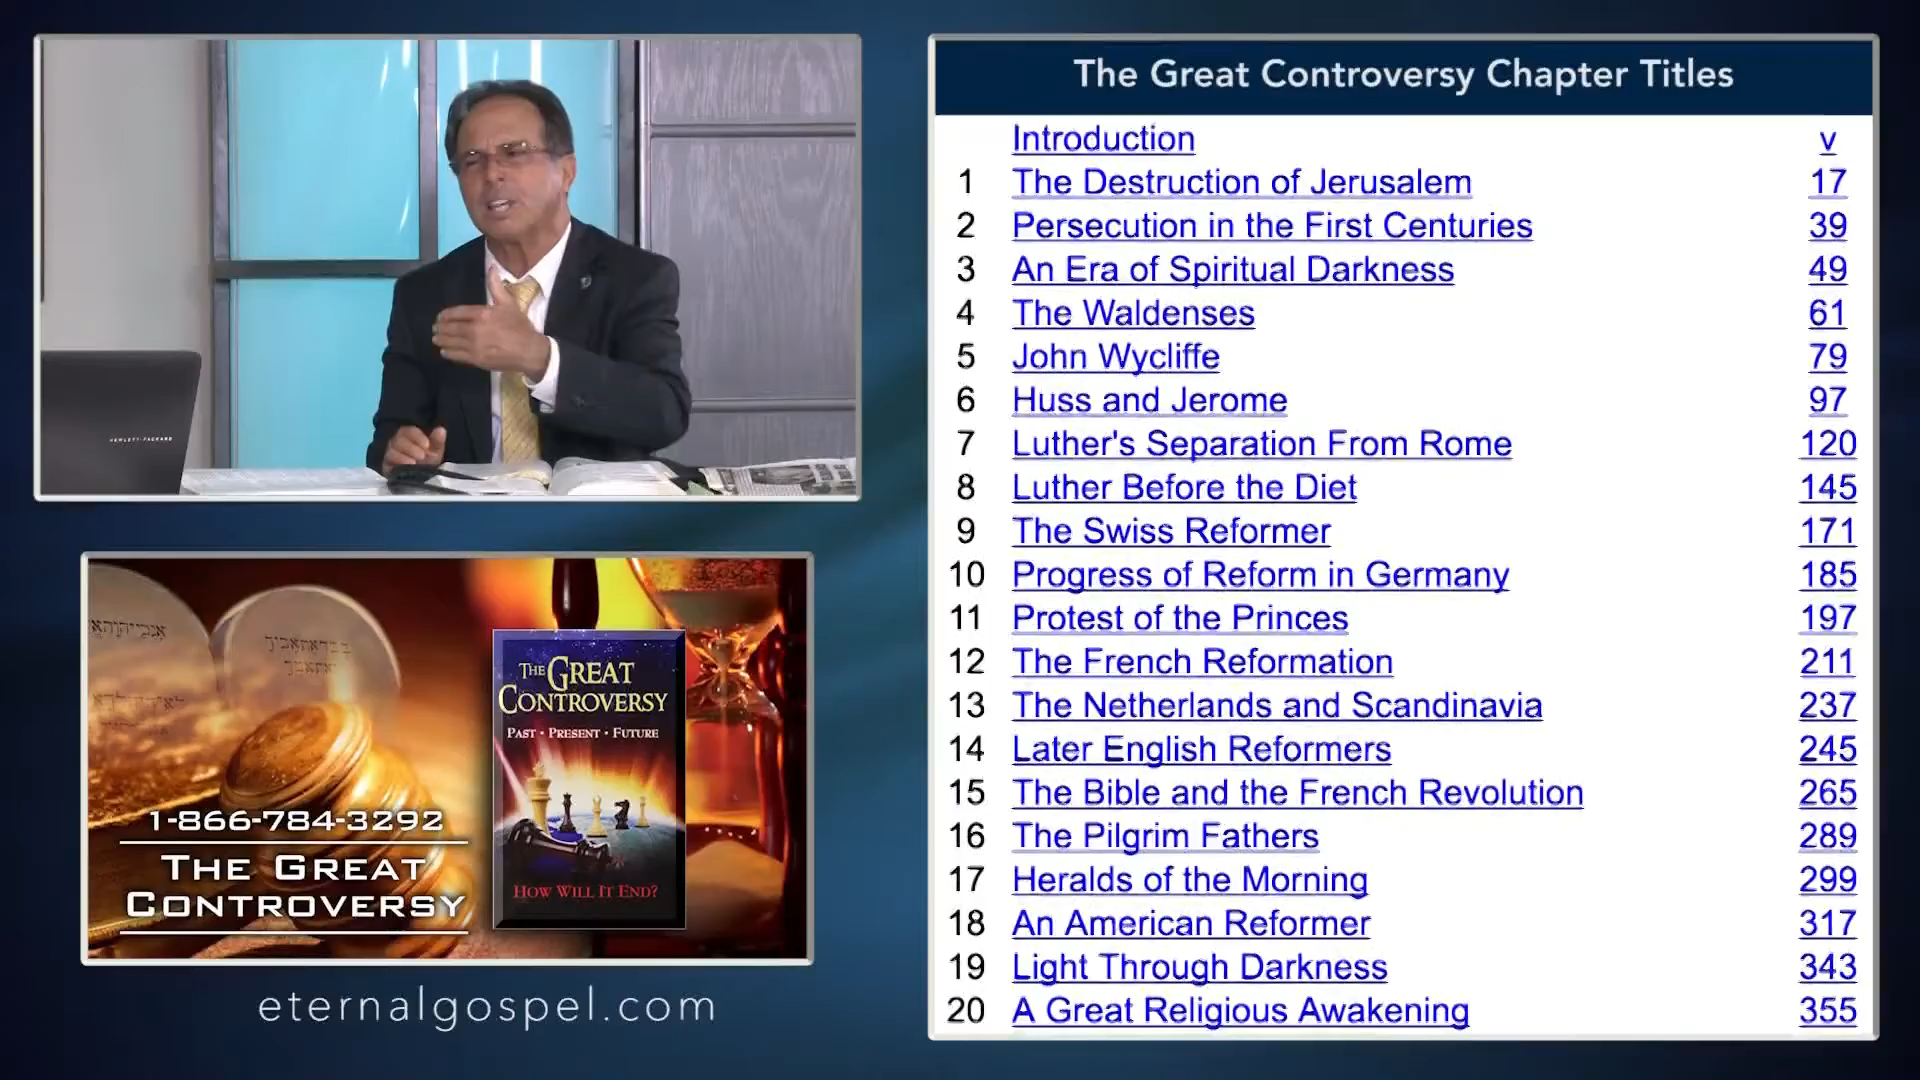 HEWLETT-PACKARD
The Great Controversy Chapter Titles
Introduction v
1 The Destruction of Jerusalem 17
2 Persecution in the First Centuries 39
3 An Era of Spiritual Darkness 49
4 The Waldenses 61
5 John Wycliffe 79
6 Huss and Jerome 97
7 Luther's Separation From Rome 120
8 Luther Before the Diet 145
9 The Swiss Reformer 171
10 Progress of Reform in Germany 185
11 Protest of the Princes 197
12 The French Reformation 211
13 The Netherlands and Scandinavia 237
14 Later English Reformers 245
15 The Bible and the French Revolution 265
16 The Pilgrim Fathers 289
17 Heralds of the Morning 299
18 An American Reformer 317
19 Light Through Darkness 343
20 A Great Religious Awakening 355
THE GREAT
CONTROVERSY
PAST • PRESENT • FUTURE
HOW WILL IT END?
1-866-784-3292
THE GREAT
CONTROVERSY
eternalgospel.com